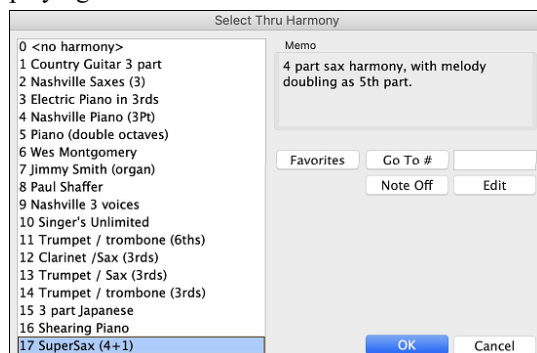 Select Thru Harmony
0 <no harmony>
1 Country Guitar 3 part
2 Nashville Saxes (3)
3 Electric Piano in 3rds
4 Nashville Piano (3Pt)
5 Piano (double octaves)
6 Wes Montgomery
7 Jimmy Smith (organ)
8 Paul Shaffer
9 Nashville 3 voices
10 Singer's Unlimited
11 Trumpet / trombone (6ths)
12 Clarinet /Sax (3rds)
13 Trumpet / Sax (3rds)
14 Trumpet / trombone (3rds)
15 3 part Japanese
16 Shearing Piano
17 SuperSax (4+1)
Memo
4 part sax harmony, with melody
doubling as 5th part.
Favorites
Go To #
Note Off
Edit
OK
Cancel